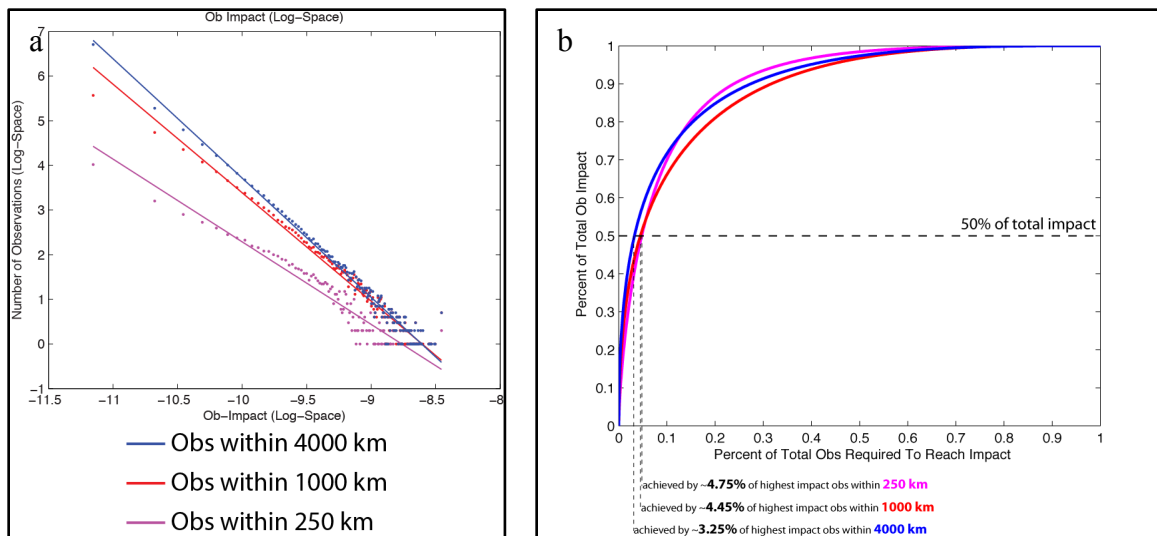 Ob Impact (Log−Space)
a
7
6
5
4
3
2
1
0
−1
Number of Observations (Log−Space)
−11.5 −11 −10.5 −10 −9.5 −9 −8.5 −8
Ob−Impact (Log−Space)
Obs within 4000 km
Obs within 1000 km
Obs within 250 km
b
1
0.9
0.8
0.7
0.6
0.5
0.4
0.3
0.2
0.1
0
Percent of Total Ob Impact
50% of total impact
0 0.1 0.2 0.3 0.4 0.5 0.6 0.7 0.8 0.9 1
Percent of Total Obs Required To Reach Impact
achieved by ~4.75% of highest impact obs within 250 km
achieved by ~4.45% of highest impact obs within 1000 km
achieved by ~3.25% of highest impact obs within 4000 km